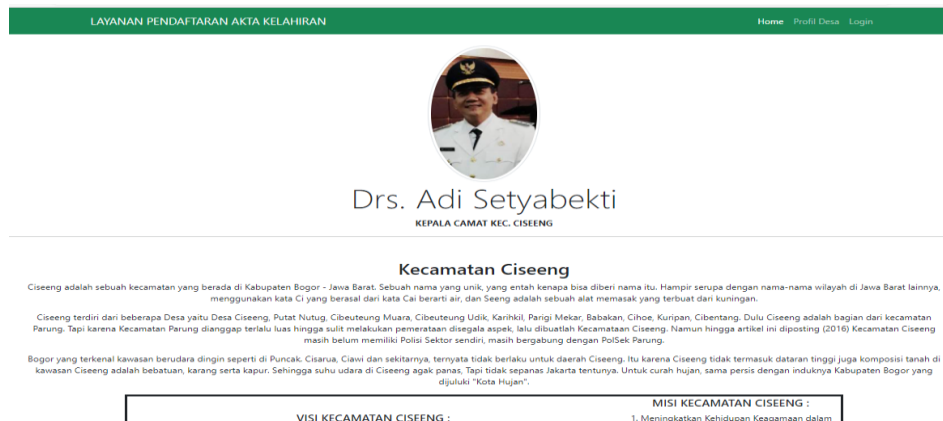 LAYANAN PENDAFTARAN AKTA KELAHIRAN
Home Profil Desa Login
Drs. Adi Setyabekti
KEPALA CAMAT KEC. CISEENG
Kecamatan Ciseeng
Ciseeng adalah sebuah kecamatan yang berada di Kabupaten Bogor - Jawa Barat. Sebuah nama yang unik, yang entah kenapa bisa diberi nama itu. Hampir serupa dengan nama-nama wilayah di Jawa Barat lainnya,
menggunakan kata Ci yang berasal dari kata Cai berarti air, dan Seeng adalah sebuah alat memasak yang terbuat dari kuningan.
Ciseeng terdiri dari beberapa Desa yaitu Desa Ciseeng, Putat Nutug, Cibeuteung Muara, Cibeuteung Udik, Karihkil, Parigi Mekar, Babakan, Cihoe, Kuripan, Cibentang. Dulu Ciseeng adalah bagian dari kecamatan
Parung. Tapi karena Kecamatan Parung dianggap terlalu luas hingga sulit melakukan pemerataan disegala aspek, lalu dibuatlah Kecamataan Ciseeng. Namun hingga artikel ini diposting (2016) Kecamatan Ciseeng
masih belum memiliki Polisi Sektor sendiri, masih bergabung dengan PolSek Parung.
Bogor yang terkenal kawasan berudara dingin seperti di Puncak, Cisarua, Ciawi dan sekitarnya, ternyata tidak berlaku untuk daerah Ciseeng. Itu karena Ciseeng tidak termasuk dataran tinggi juga komposisi tanah di
kawasan Ciseeng adalah bebatuan, karang serta kapur. Sehingga suhu udara di Ciseeng agak panas, Tapi tidak sepanas Jakarta tentunya. Untuk curah hujan, sama persis dengan induknya Kabupaten Bogor yang
dijuluki "Kota Hujan".
MISI KECAMATAN CISEENG :
VISI KECAMATAN CISEENG :
1. Meningkatkan Kehidupan Keagamaan dalam